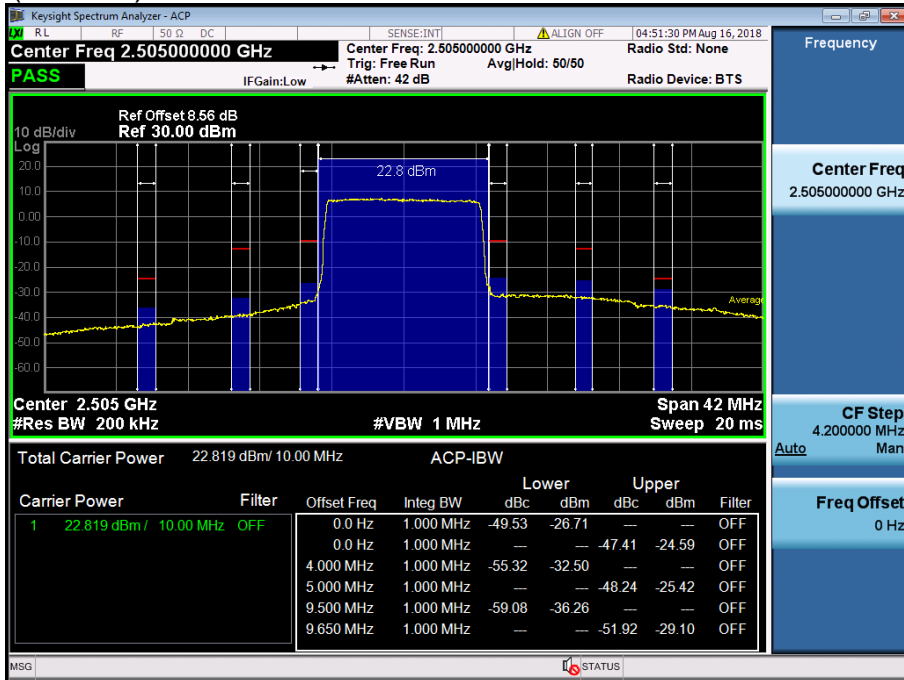 Keysight Spectrum Analyzer - ACP
LXI RL RF 50 Ω DC SENSE:INT ALIGN OFF 04:51:30 PM Aug 16, 2018
Center Freq 2.505000000 GHz
Center Freq: 2.505000000 GHz Radio Std: None
Trig: Free Run Avg|Hold: 50/50
PASS IFGain:Low #Atten: 42 dB Radio Device: BTS
Ref Offset 8.56 dB
10 dB/div Ref 30.00 dBm
Log
20.0
22.8 dBm
10.0
0.00
-10.0
-20.0
-30.0
Average
-40.0
-50.0
-60.0
Center 2.505 GHz Span 42 MHz
#Res BW 200 kHz #VBW 1 MHz Sweep 20 ms
Total Carrier Power 22.819 dBm/ 10.00 MHz ACP-IBW
Lower Upper
Carrier Power Filter Offset Freq Integ BW dBc dBm dBc dBm Filter
1 22.819 dBm / 10.00 MHz OFF 0.0 Hz 1.000 MHz -49.53 -26.71 --- --- OFF
0.0 Hz 1.000 MHz --- --- -47.41 -24.59 OFF
4.000 MHz 1.000 MHz -55.32 -32.50 --- --- OFF
5.000 MHz 1.000 MHz --- --- -48.24 -25.42 OFF
9.500 MHz 1.000 MHz -59.08 -36.26 --- --- OFF
9.650 MHz 1.000 MHz --- --- -51.92 -29.10 OFF
MSG STATUS
Frequency
Center Freq
2.505000000 GHz
CF Step
4.200000 MHz
Auto Man
Freq Offset
0 Hz